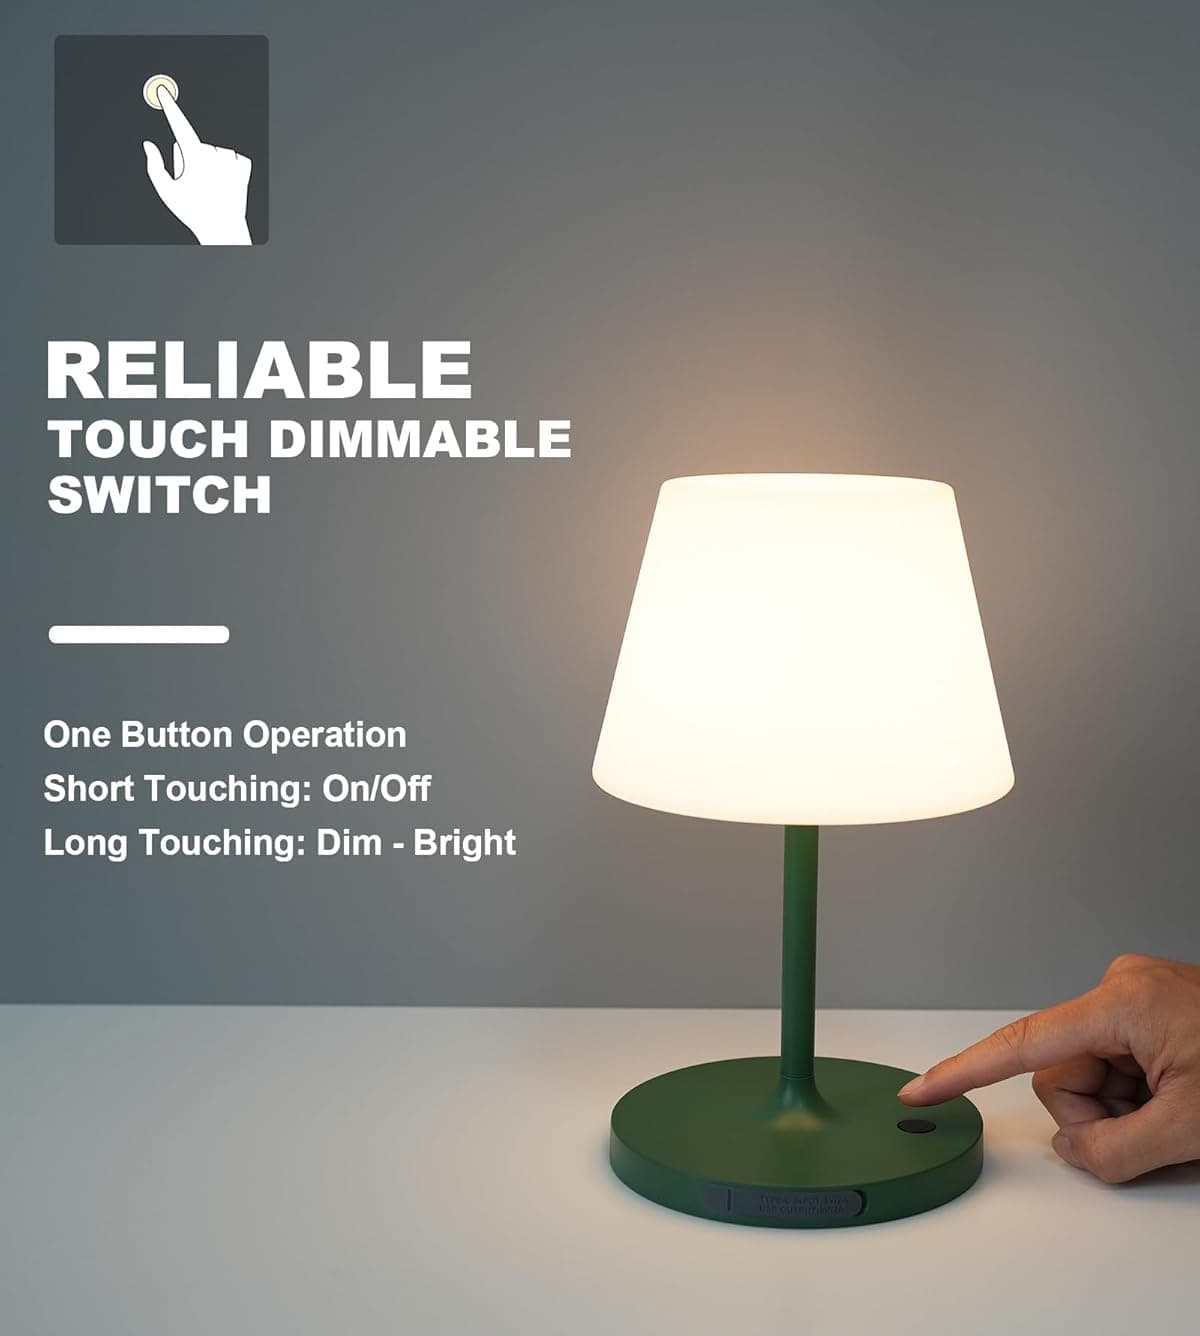 RELIABLE
TOUCH DIMMABLE
SWITCH
One Button Operation
Short Touching: On/Off
Long Touching: Dim - Bright